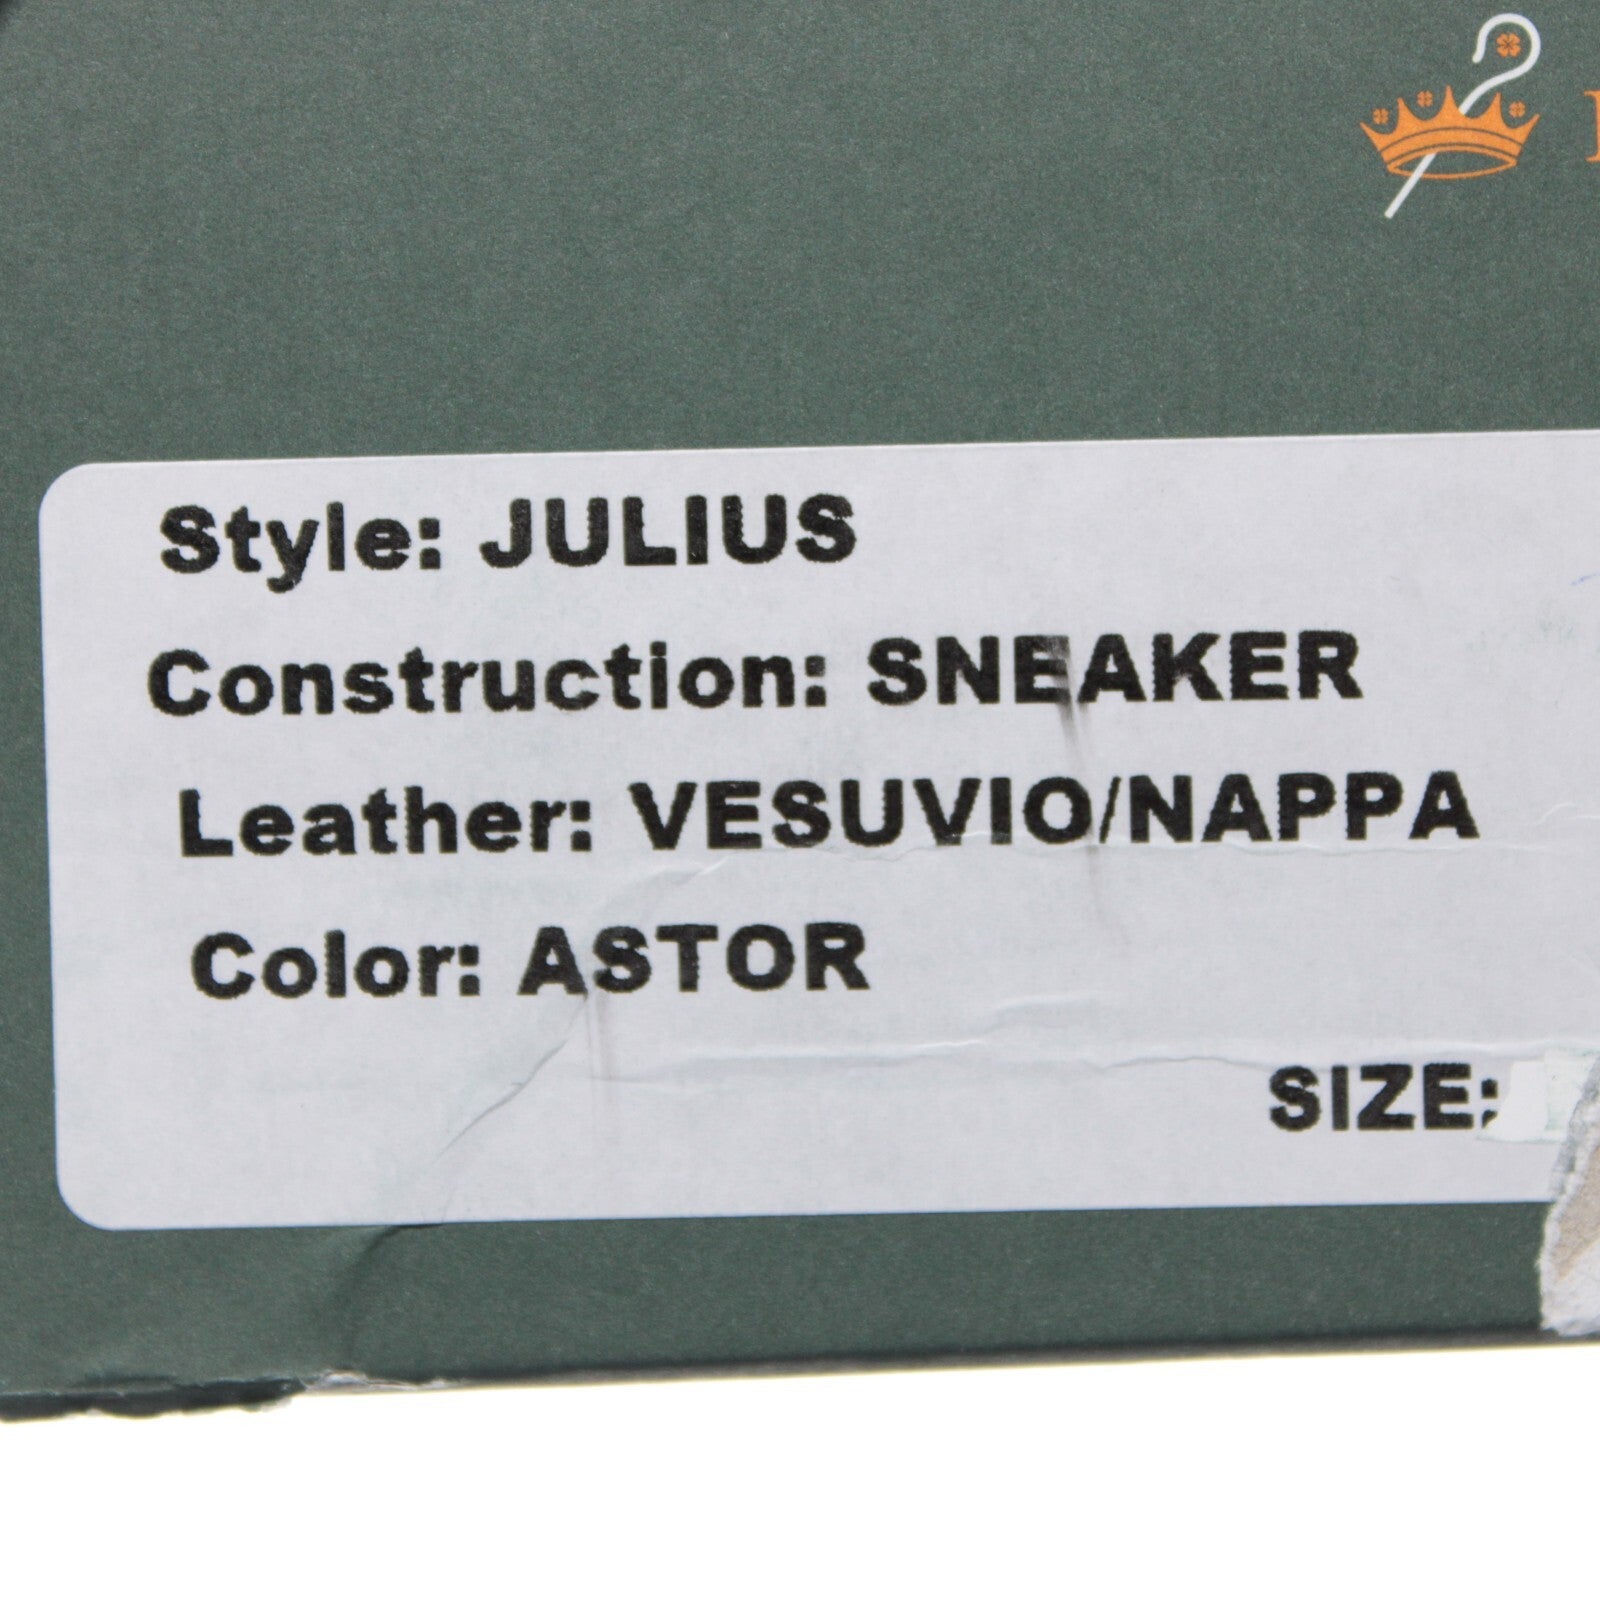 Style: JULIUS
Construction: SNEAKER
Leather: VESUVIO/NAPPA
Color: ASTOR
SIZE: